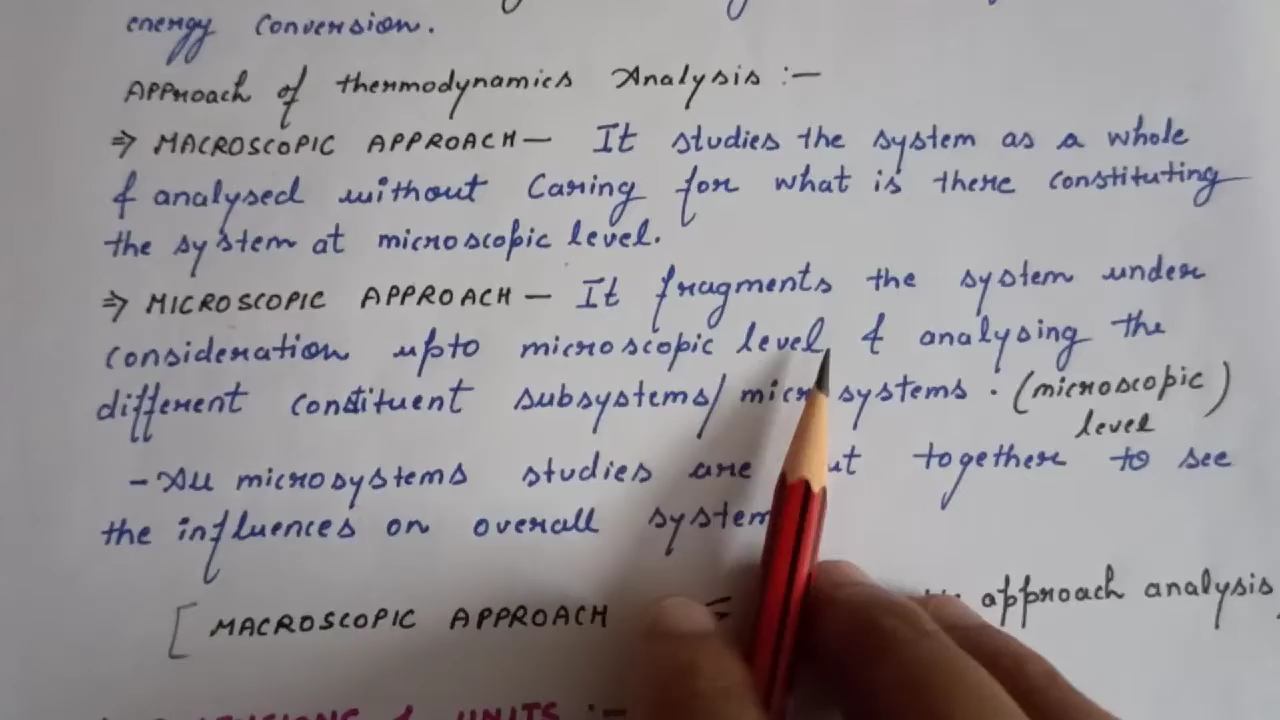 energy conversion.
Approach of thermodynamics Analysis :-
⇒ MACROSCOPIC APPROACH - It studies the system as a whole
& analysed without caring for what is there constituting
the system at microscopic level.
⇒ MICROSCOPIC APPROACH - It fragments the system under
consideration upto microscopic level & analysing the
different constituent subsystems/ micro systems. (microscopic
level)
- All microsystems studies are put together to see
the influences on overall system
[ MACROSCOPIC APPROACH approach analysis
& UNITS :-